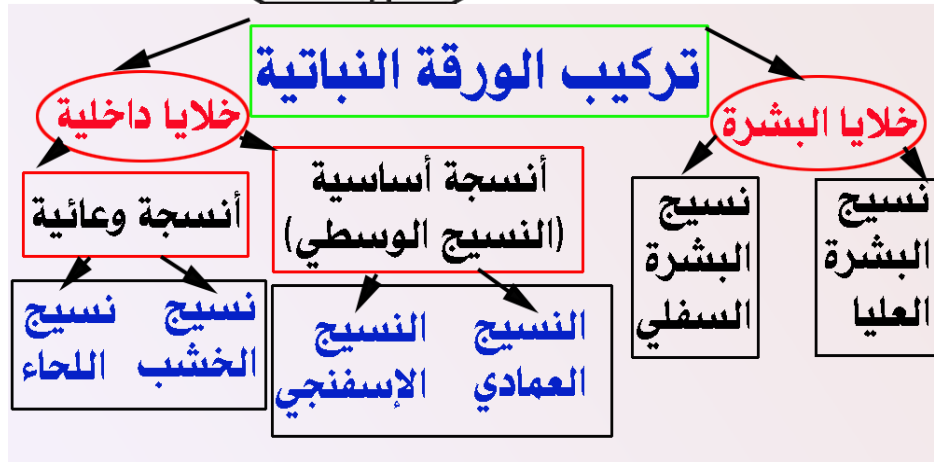 تركيب الورقة النباتية
خلايا البشرة
خلايا داخلية
نسيج
البشرة
العليا
نسيج
البشرة
السفلي
أنسجة أساسية
(النسيج الوسطي)
أنسجة وعائية
النسيج
العمادي
النسيج
الإسفنجي
نسيج
الخشب
نسيج
اللحاء